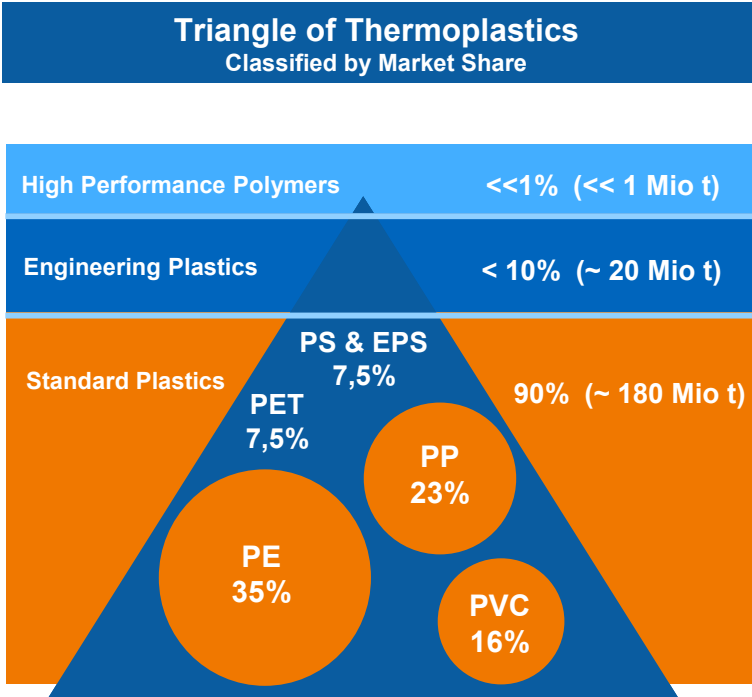 Triangle of Thermoplastics
Classified by Market Share
High Performance Polymers
<<1% (<< 1 Mio t)
Engineering Plastics
< 10% (~ 20 Mio t)
Standard Plastics
90% (~ 180 Mio t)
PS & EPS
7,5%
PET
7,5%
PP
23%
PE
35%
PVC
16%